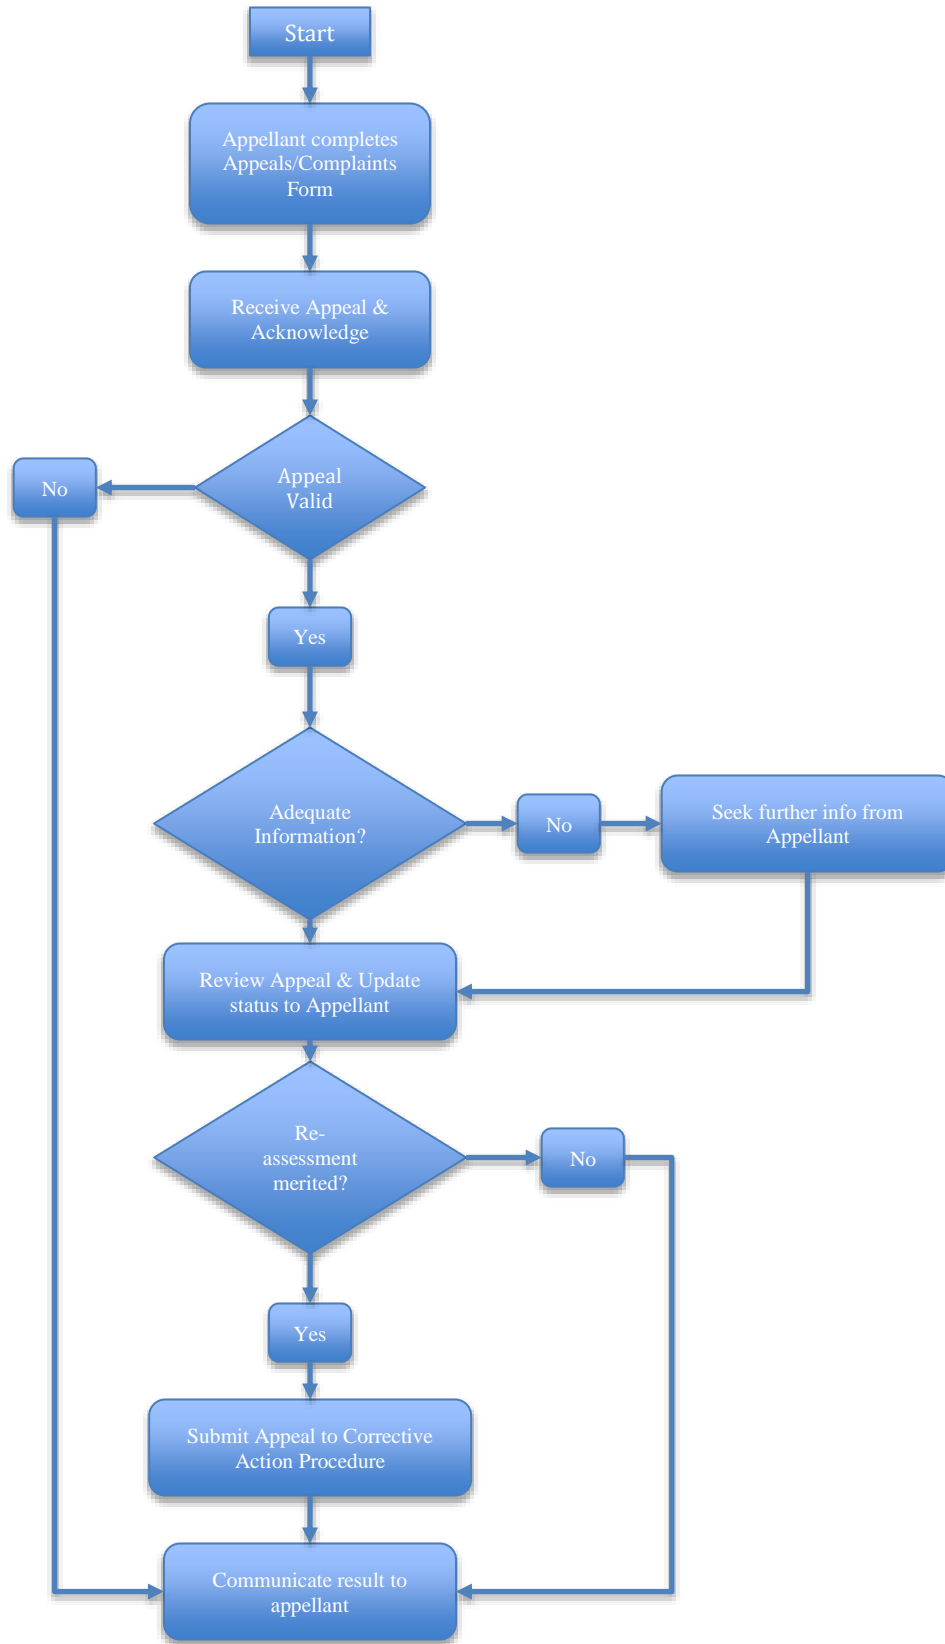 Start
Appellant completes
Appeals/Complaints
Form
Receive Appeal &
Acknowledge
Appeal
Valid
No
Yes
Adequate
Information?
No
Seek further info from
Appellant
Review Appeal & Update
status to Appellant
Re-
assessment
merited?
No
Yes
Submit Appeal to Corrective
Action Procedure
Communicate result to
appellant